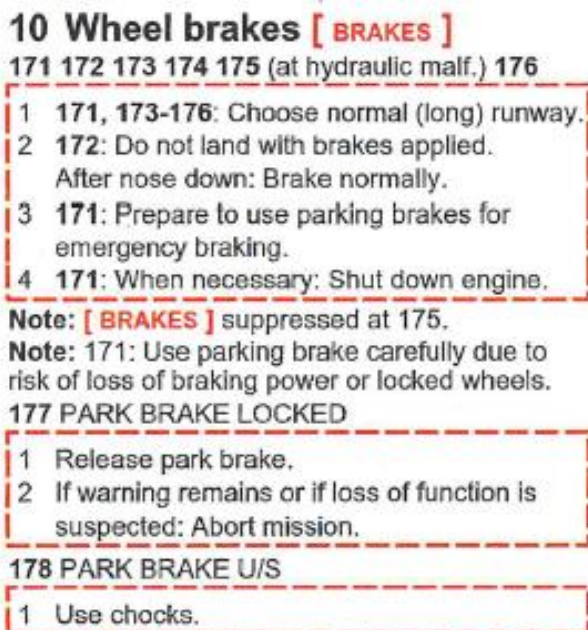 10 Wheel brakes [ BRAKES ]
171 172 173 174 175 (at hydraulic malf.) 176
1 171, 173-176: Choose normal (long) runway.
2 172: Do not land with brakes applied.
After nose down: Brake normally.
3 171: Prepare to use parking brakes for
emergency braking.
4 171: When necessary: Shut down engine.
Note: [ BRAKES ] suppressed at 175.
Note: 171: Use parking brake carefully due to
risk of loss of braking power or locked wheels.
177 PARK BRAKE LOCKED
1 Release park brake.
2 If warning remains or if loss of function is
suspected: Abort mission.
178 PARK BRAKE U/S
1 Use chocks.